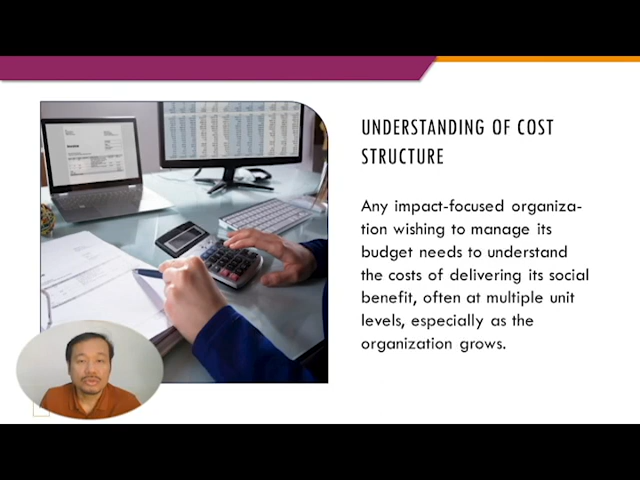 UNDERSTANDING OF COST
STRUCTURE
Any impact-focused organiza-
tion wishing to manage its
budget needs to understand
the costs of delivering its social
benefit, often at multiple unit
levels, especially as the
organization grows.